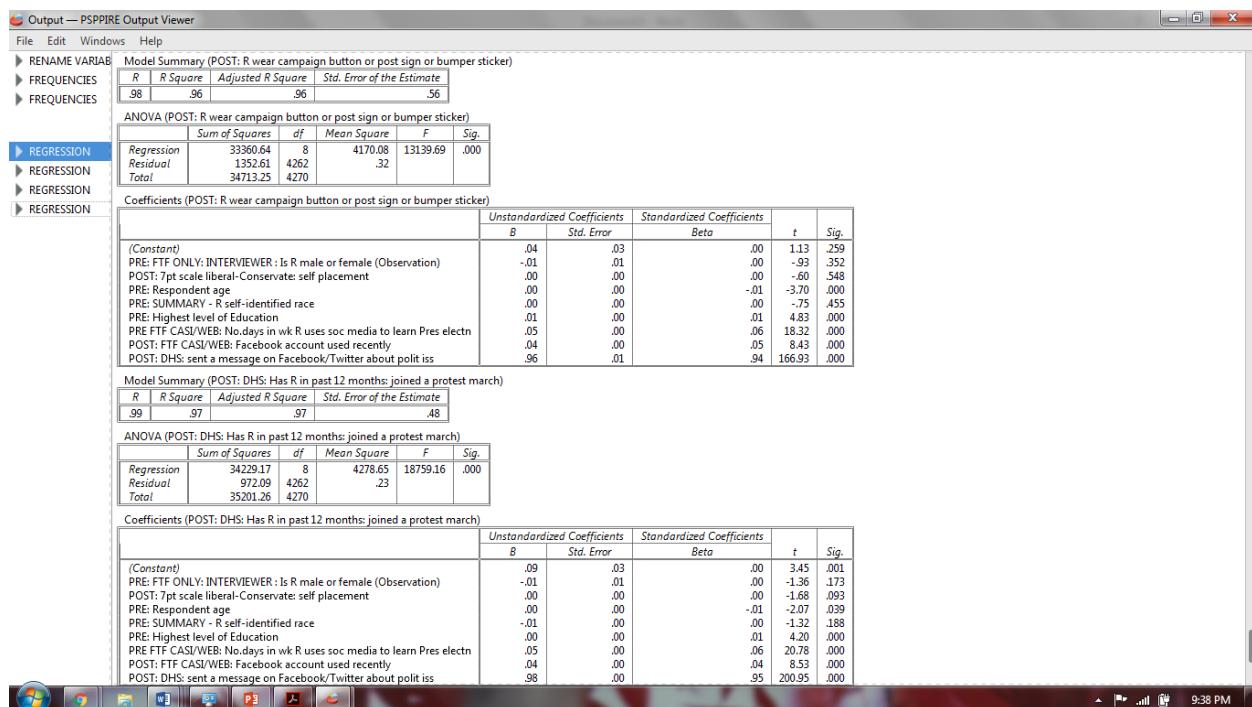 Output — PSPPIRE Output Viewer
File Edit Windows Help
RENAME VARIAB
FREQUENCIES
FREQUENCIES
REGRESSION
REGRESSION
REGRESSION
REGRESSION
Model Summary (POST: R wear campaign button or post sign or bumper sticker)
R R Square Adjusted R Square Std. Error of the Estimate
.98 .96 .96 .56
ANOVA (POST: R wear campaign button or post sign or bumper sticker)
Sum of Squares df Mean Square F Sig.
Regression 33360.64 8 4170.08 13139.69 .000
Residual 1352.61 4262 .32
Total 34713.25 4270
Coefficients (POST: R wear campaign button or post sign or bumper sticker)
Unstandardized Coefficients Standardized Coefficients
B Std. Error Beta t Sig.
(Constant) .04 .03 .00 1.13 .259
PRE: FTF ONLY: INTERVIEWER : Is R male or female (Observation) -.01 .01 .00 -.93 .352
POST: 7pt scale liberal-Conservate: self placement .00 .00 .00 -.60 .548
PRE: Respondent age .00 .00 -.01 -3.70 .000
PRE: SUMMARY - R self-identified race .00 .00 .00 -.75 .455
PRE: Highest level of Education .01 .00 .01 4.83 .000
PRE FTF CASI/WEB: No.days in wk R uses soc media to learn Pres electn .05 .00 .06 18.32 .000
POST: FTF CASI/WEB: Facebook account used recently .04 .00 .05 8.43 .000
POST: DHS: sent a message on Facebook/Twitter about polit iss .96 .01 .94 166.93 .000
Model Summary (POST: DHS: Has R in past 12 months: joined a protest march)
R R Square Adjusted R Square Std. Error of the Estimate
.99 .97 .97 .48
ANOVA (POST: DHS: Has R in past 12 months: joined a protest march)
Sum of Squares df Mean Square F Sig.
Regression 34229.17 8 4278.65 18759.16 .000
Residual 972.09 4262 .23
Total 35201.26 4270
Coefficients (POST: DHS: Has R in past 12 months: joined a protest march)
Unstandardized Coefficients Standardized Coefficients
B Std. Error Beta t Sig.
(Constant) .09 .03 .00 3.45 .001
PRE: FTF ONLY: INTERVIEWER : Is R male or female (Observation) -.01 .01 .00 -1.36 .173
POST: 7pt scale liberal-Conservate: self placement .00 .00 .00 -1.68 .093
PRE: Respondent age .00 .00 -.01 -2.07 .039
PRE: SUMMARY - R self-identified race -.01 .00 .00 -1.32 .188
PRE: Highest level of Education .00 .00 .01 4.20 .000
PRE FTF CASI/WEB: No.days in wk R uses soc media to learn Pres electn .05 .00 .06 20.78 .000
POST: FTF CASI/WEB: Facebook account used recently .04 .00 .04 8.53 .000
POST: DHS: sent a message on Facebook/Twitter about polit iss .98 .00 .95 200.95 .000
9:38 PM